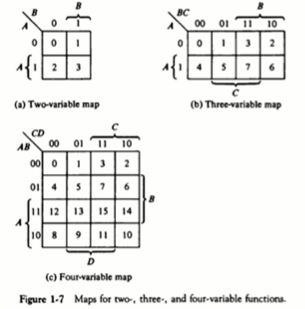 B
B
A
0
1
0
0
1
A
1
2
3
(a) Two-variable map
BC
B
A
00
01
11
10
0
0
1
3
2
A
1
4
5
7
6
C
(b) Three-variable map
CD
C
AB
00
01
11
10
00
0
1
3
2
01
4
5
7
6
B
A
11
12
13
15
14
10
8
9
11
10
D
(c) Four-variable map
Figure 1-7 Maps for two-, three-, and four-variable functions.